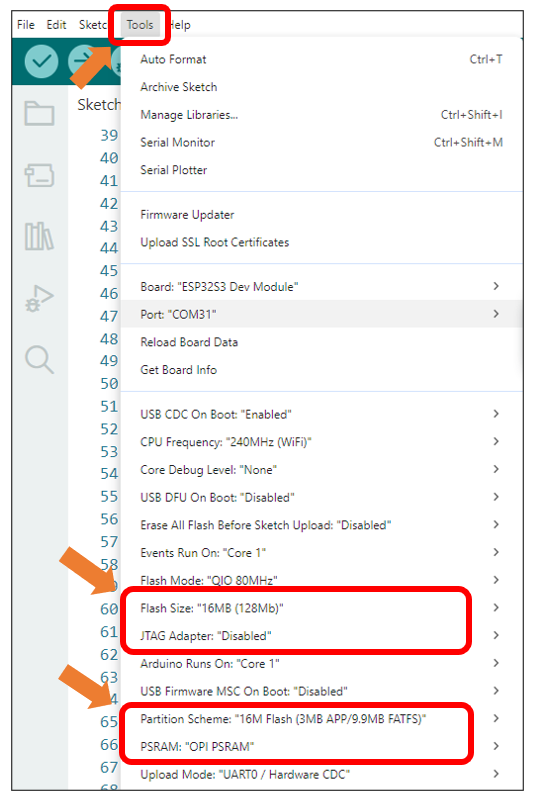 File Edit Sketc Tools Help
Sketch
Auto Format Ctrl+T
Archive Sketch
Manage Libraries... Ctrl+Shift+I
Serial Monitor Ctrl+Shift+M
Serial Plotter
Firmware Updater
Upload SSL Root Certificates
Board: "ESP32S3 Dev Module"
Port: "COM31"
Reload Board Data
Get Board Info
USB CDC On Boot: "Enabled"
CPU Frequency: "240MHz (WiFi)"
Core Debug Level: "None"
USB DFU On Boot: "Disabled"
Erase All Flash Before Sketch Upload: "Disabled"
Events Run On: "Core 1"
Flash Mode: "QIO 80MHz"
Flash Size: "16MB (128Mb)"
JTAG Adapter: "Disabled"
Arduino Runs On: "Core 1"
USB Firmware MSC On Boot: "Disabled"
Partition Scheme: "16M Flash (3MB APP/9.9MB FATFS)"
PSRAM: "OPI PSRAM"
Upload Mode: "UART0 / Hardware CDC"
39
40
41
42
43
44
45
46
47
48
49
50
51
52
53
54
55
56
57
58
60
61
62
63
65
66
67
68